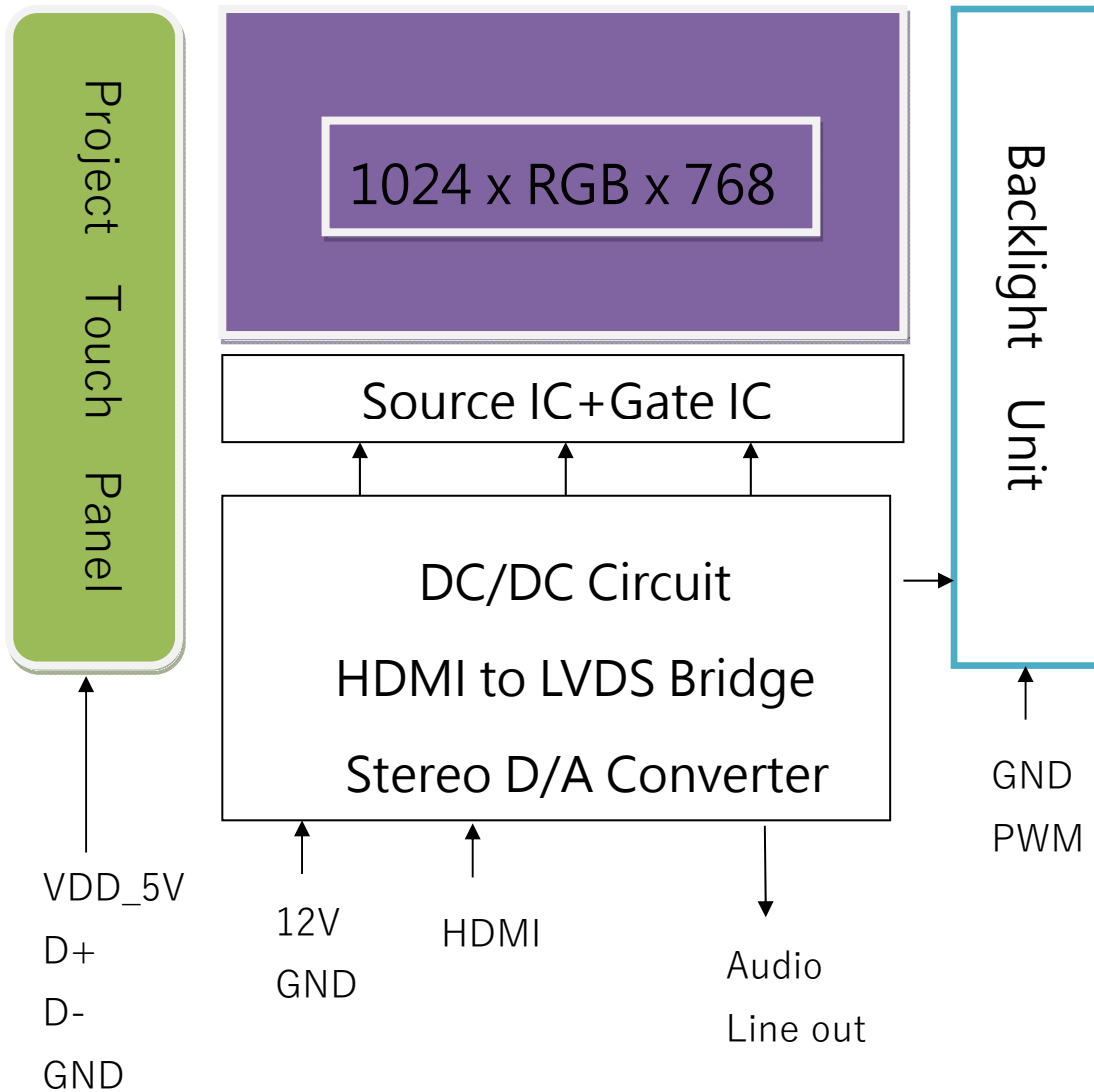 Project Touch Panel
1024 x RGB x 768
Backlight Unit
Source IC+Gate IC
DC/DC Circuit
HDMI to LVDS Bridge
Stereo D/A Converter
VDD_5V
D+
D-
GND
12V
GND
HDMI
Audio
Line out
GND
PWM